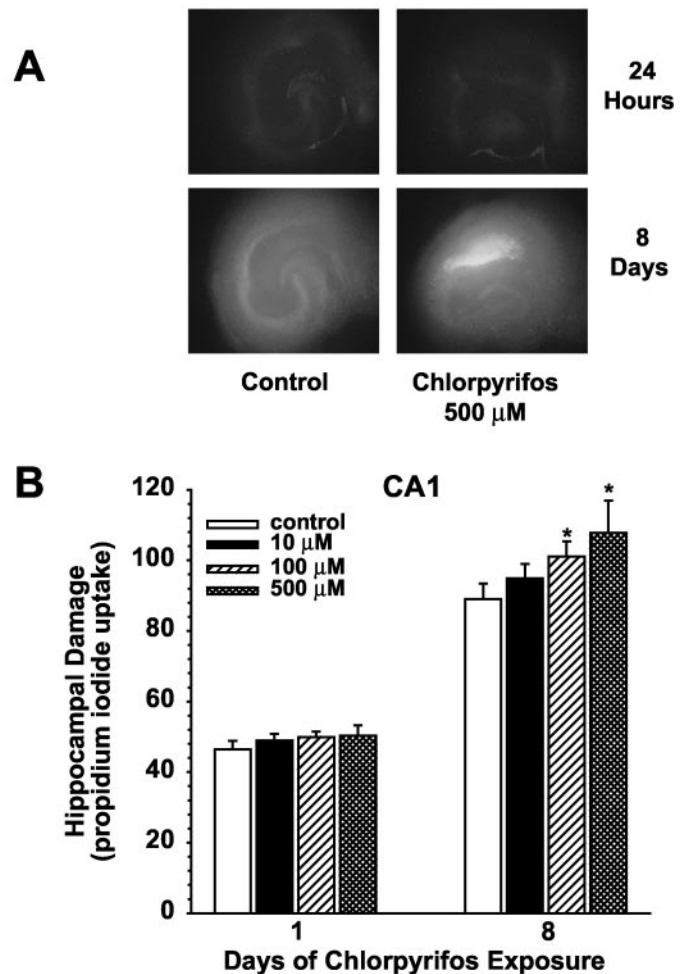 A
24
Hours
8
Days
Control
Chlorpyrifos
500 μM
B
CA1
120
100
80
60
40
20
0
control
10 μM
100 μM
500 μM
*
*
Hippocampal Damage
(propidium iodide uptake)
1
8
Days of Chlorpyrifos Exposure